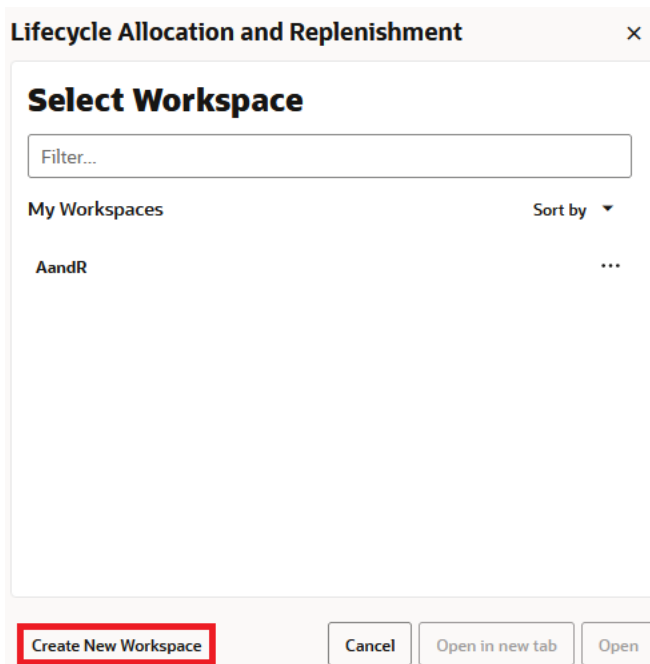 Lifecycle Allocation and Replenishment
Select Workspace
Filter...
My Workspaces Sort by
AandR
Create New Workspace Cancel Open in new tab Open